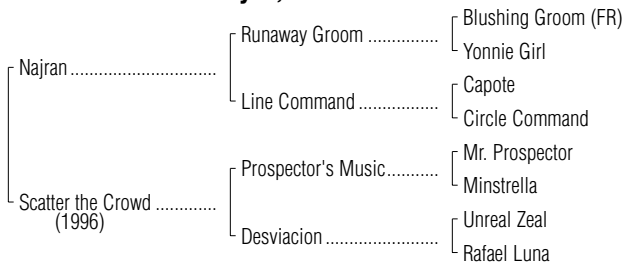 Blushing Groom (FR)
Runaway Groom ...............
Yonnie Girl
Najran ...............................
Capote
Line Command .................
Circle Command
Mr. Prospector
Prospector's Music...........
Minstrella
Scatter the Crowd .............
(1996)
Unreal Zeal
Desviacion ........................
Rafael Luna